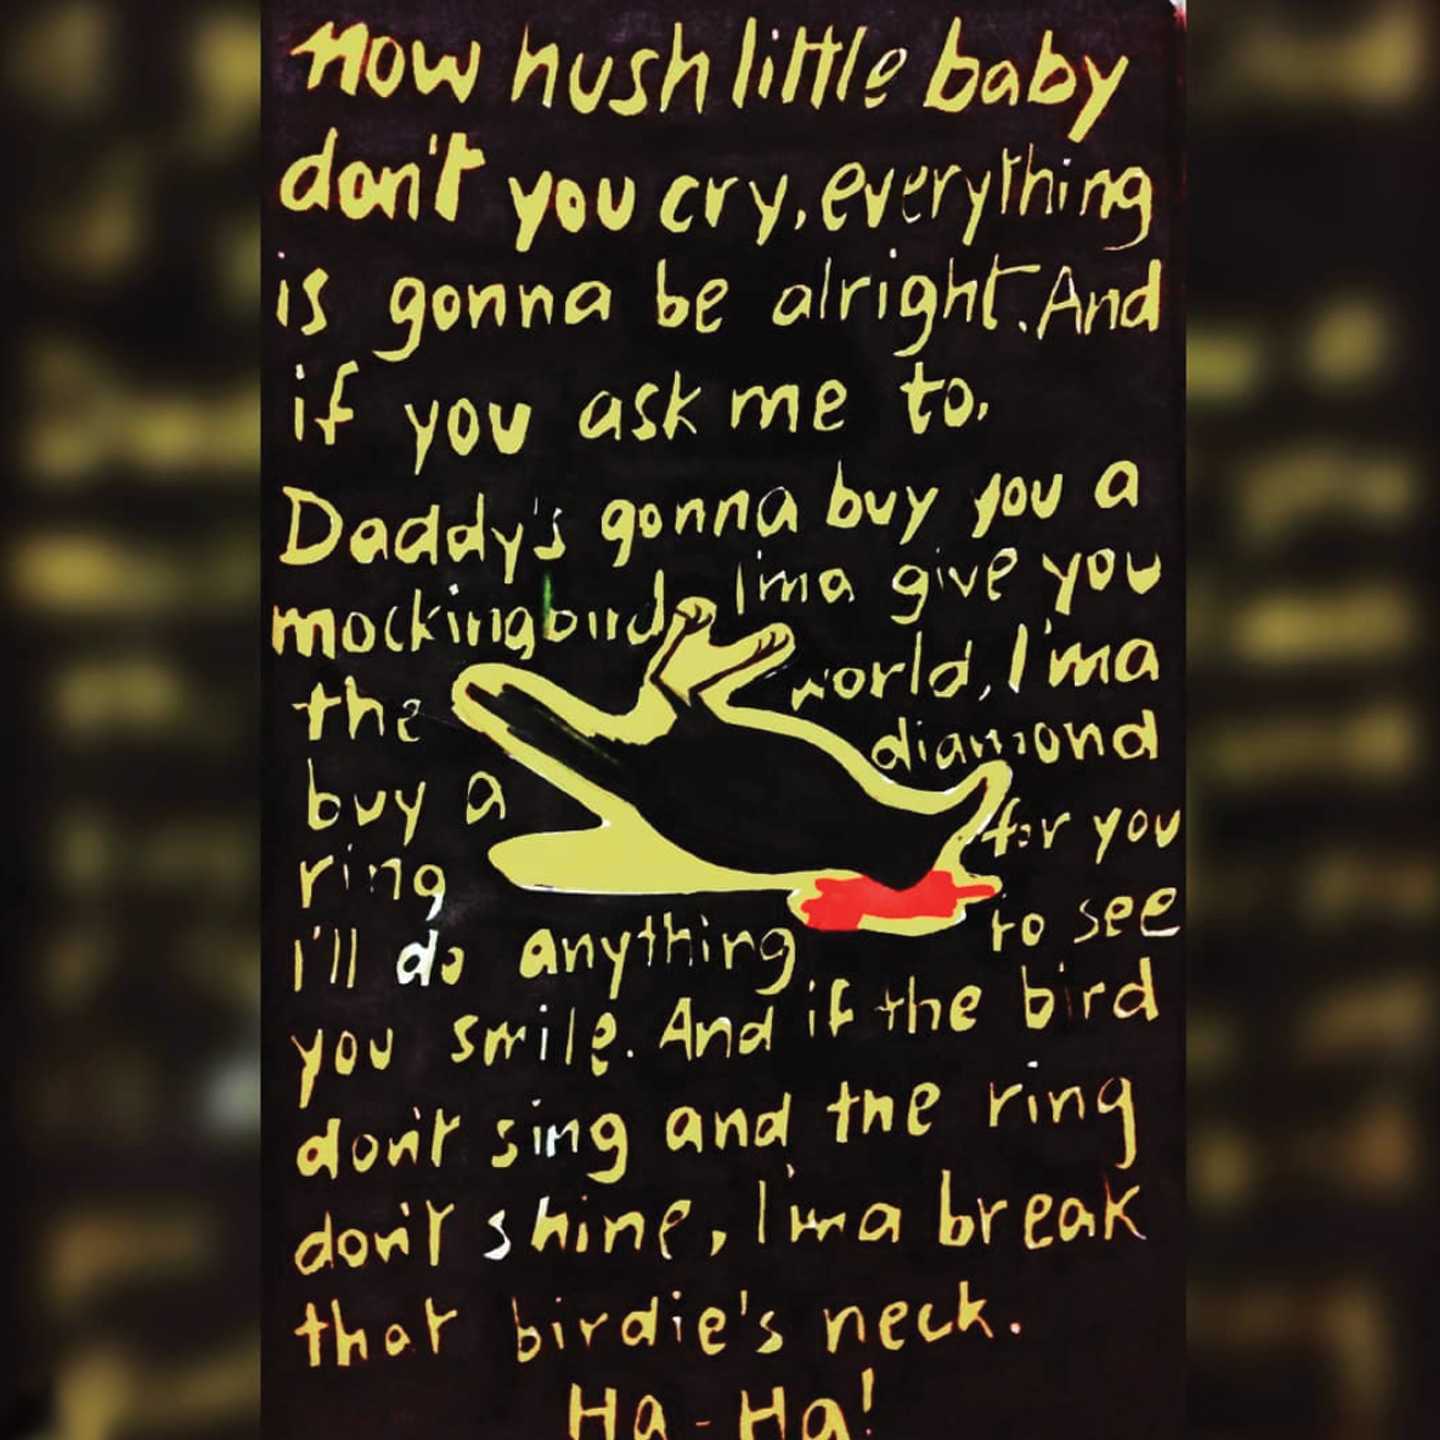 Now hush little baby
don't you cry, everything
is gonna be alright. And
if you ask me to.
Daddy's gonna buy you a
mockingbird I'ma give you
the world, I'ma
buy a diamond
ring for you
I'll do anything to see
you smile. And if the bird
don't sing and the ring
don't shine, I'ma break
that birdie's neck.
Ha-Ha!